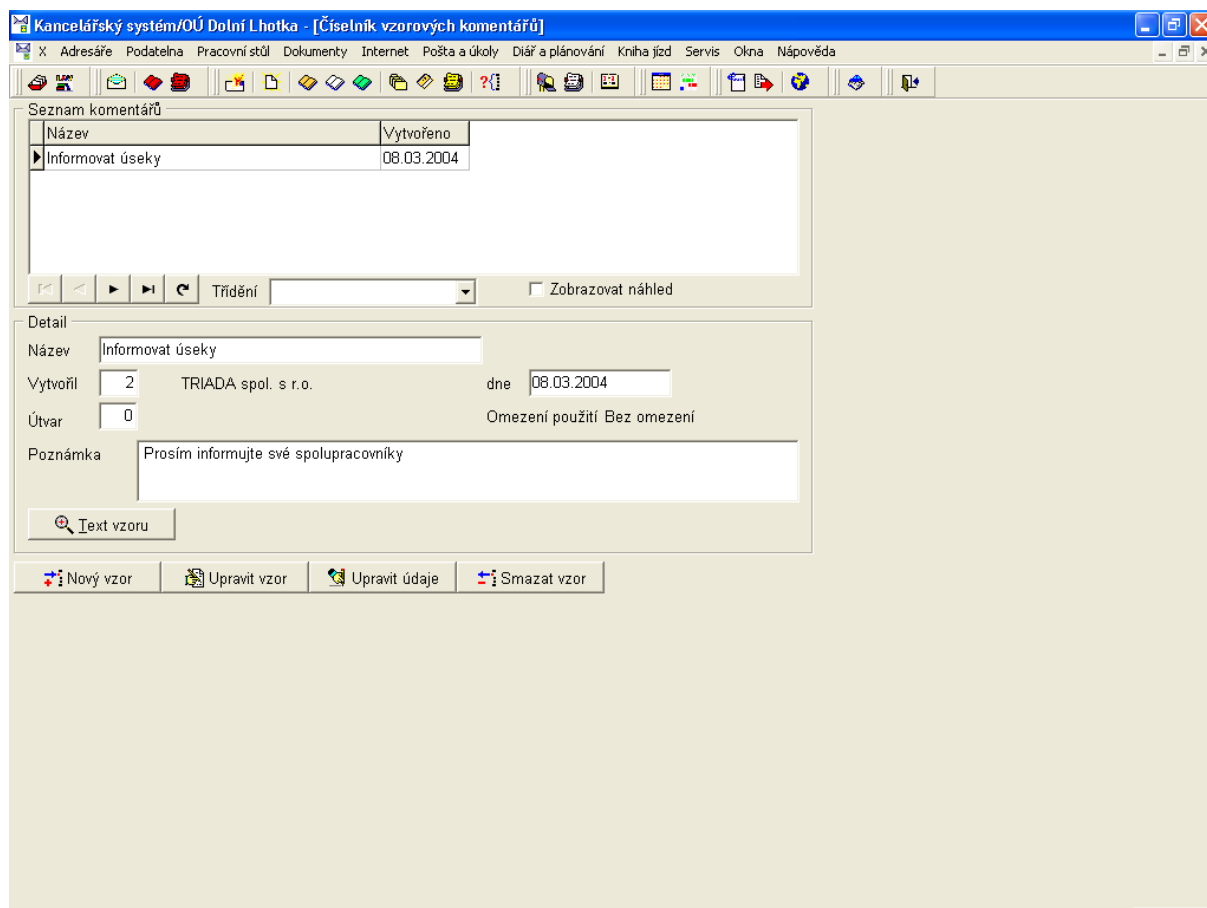 Kancelářský systém/OÚ Dolní Lhotka - [Číselník vzorových komentářů]
X Adresáře Podatelna Pracovní stůl Dokumenty Internet Pošta a úkoly Diář a plánování Kniha jízd Servis Okna Nápověda
Seznam komentářů
Název Vytvořeno
Informovat úseky 08.03.2004
Třídění Zobrazovat náhled
Detail
Název Informovat úseky
Vytvořil 2 TRIADA spol. s r.o. dne 08.03.2004
Útvar 0 Omezení použití Bez omezení
Poznámka Prosím informujte své spolupracovníky
Text vzoru
Nový vzor Upravit vzor Upravit údaje Smazat vzor